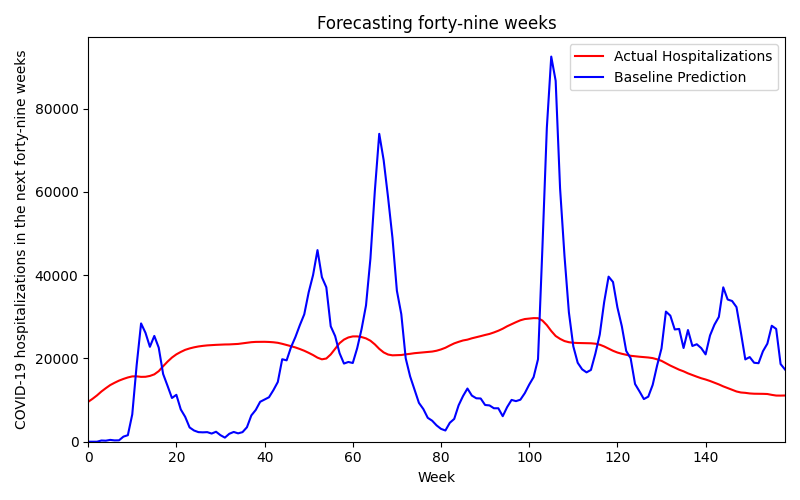 Forecasting forty-nine weeks
Actual Hospitalizations
Baseline Prediction
COVID-19 hospitalizations in the next forty-nine weeks
80000
60000
40000
20000
0
0 20 40 60 80 100 120 140
Week